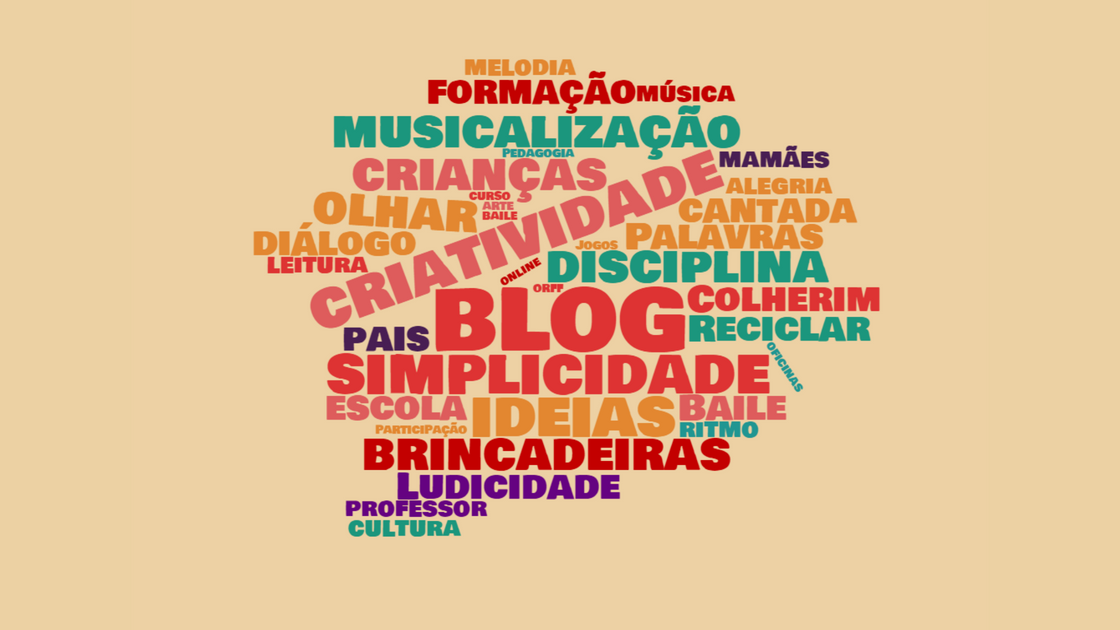 MELODIA
FORMAÇÃO MÚSICA
MUSICALIZAÇÃO
PEDAGOGIA
MAMÃES
CRIANÇAS
CRIATIVIDADE
ALEGRIA
CURSO
ARTE
BAILE
OLHAR
CANTADA
DIÁLOGO
JOGOS
PALAVRAS
LEITURA
ONLINE
DISCIPLINA
ORFF
BLOG
COLHERIM
PAIS
RECICLAR
OFICINAS
SIMPLICIDADE
ESCOLA
IDEIAS
BAILE
PARTICIPAÇÃO
RITMO
BRINCADEIRAS
LUDICIDADE
PROFESSOR
CULTURA